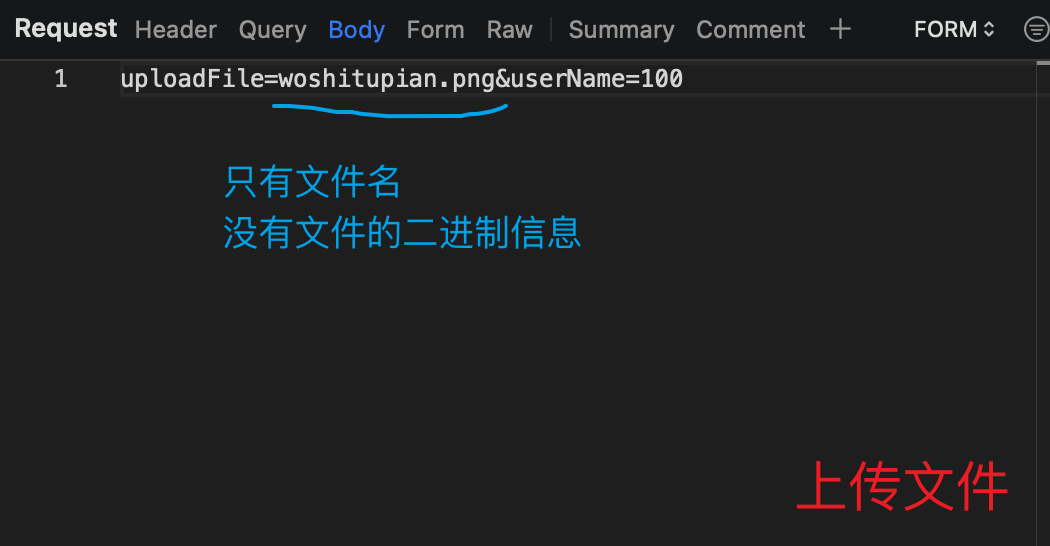 Request Header Query Body Form Raw Summary Comment + FORM
1 uploadFile=woshitupian.png&userName=100
只有文件名
没有文件的二进制信息
上传文件